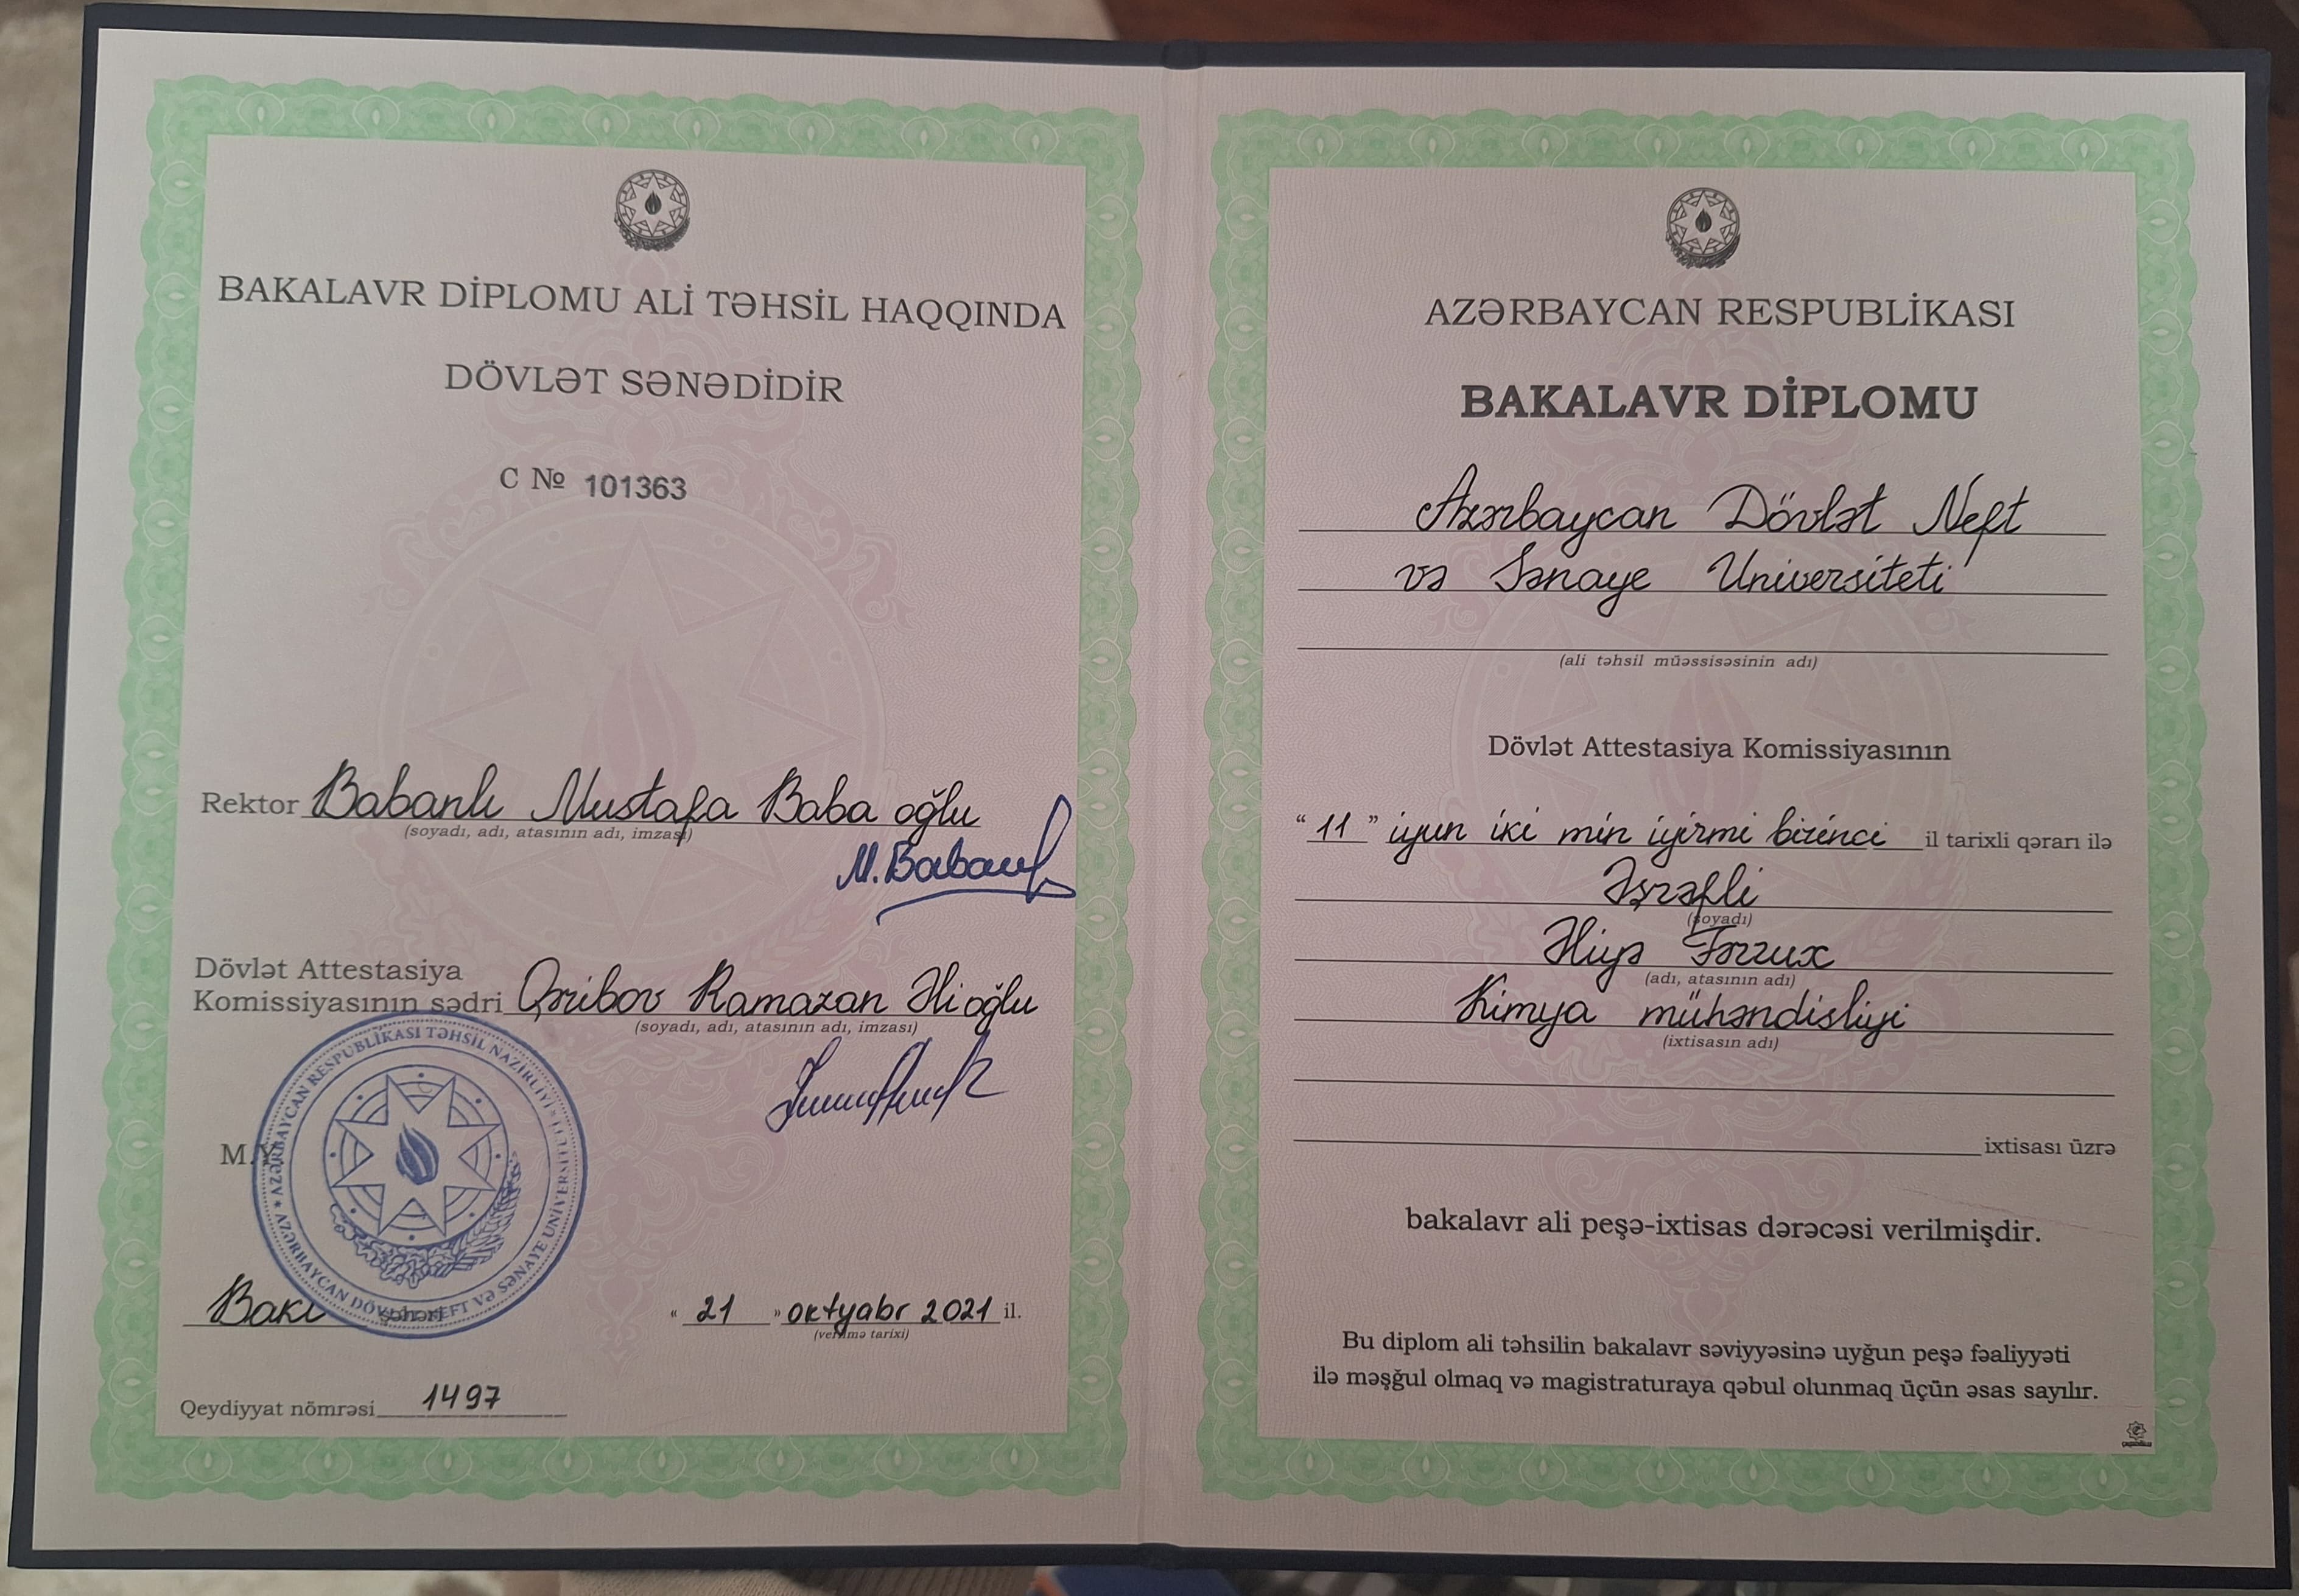 BAKALAVR DİPLOMU ALİ TƏHSİL HAQQINDA
DÖVLƏT SƏNƏDİDİR
C № 101363
Rektor Babanlı Mustafa Baba oğlu
(soyadı, adı, atasının adı, imzası)
M. Babanlı
Dövlət Attestasiya
Komissiyasının sədri Qəribov Ramazan Əli oğlu
(soyadı, adı, atasının adı, imzası)
M.Y.
AZƏRBAYCAN RESPUBLİKASI TƏHSİL NAZİRLİYİ
AZƏRBAYCAN DÖVLƏT NEFT VƏ SƏNAYE UNİVERSİTETİ
Bakı şəhəri
"21" oktyabr 2021 il.
(verilmə tarixi)
Qeydiyyat nömrəsi 1497
AZƏRBAYCAN RESPUBLİKASI
BAKALAVR DİPLOMU
Azərbaycan Dövlət Neft
və Sənaye Universiteti
(ali təhsil müəssisəsinin adı)
Dövlət Attestasiya Komissiyasının
"11" iyun iki min iyirmi birinci il tarixli qərarı ilə
Əşrəfli
(soyadı)
Əliyə Fərrux
(adı, atasının adı)
Kimya mühəndisliyi
(ixtisasın adı)
ixtisası üzrə
bakalavr ali peşə-ixtisas dərəcəsi verilmişdir.
Bu diplom ali təhsilin bakalavr səviyyəsinə uyğun peşə fəaliyyəti
ilə məşğul olmaq və magistraturaya qəbul olunmaq üçün əsas sayılır.